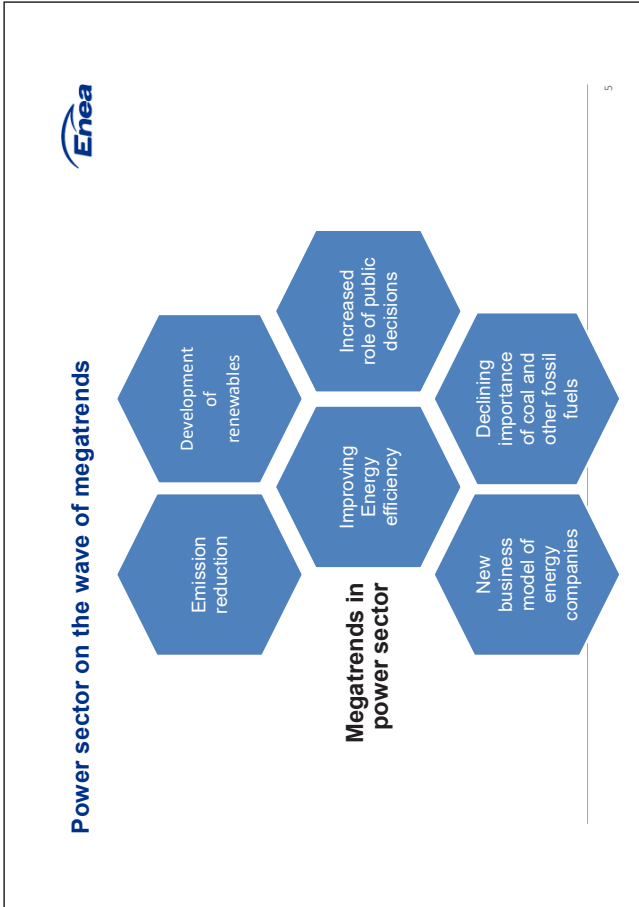 Power sector on the wave of megatrends
Enea
Emission
reduction
Development
of
renewables
Megatrends in
power sector
Improving
Energy
efficiency
Increased
role of public
decisions
New
business
model of
energy
companies
Declining
importance
of coal and
other fossil
fuels
5